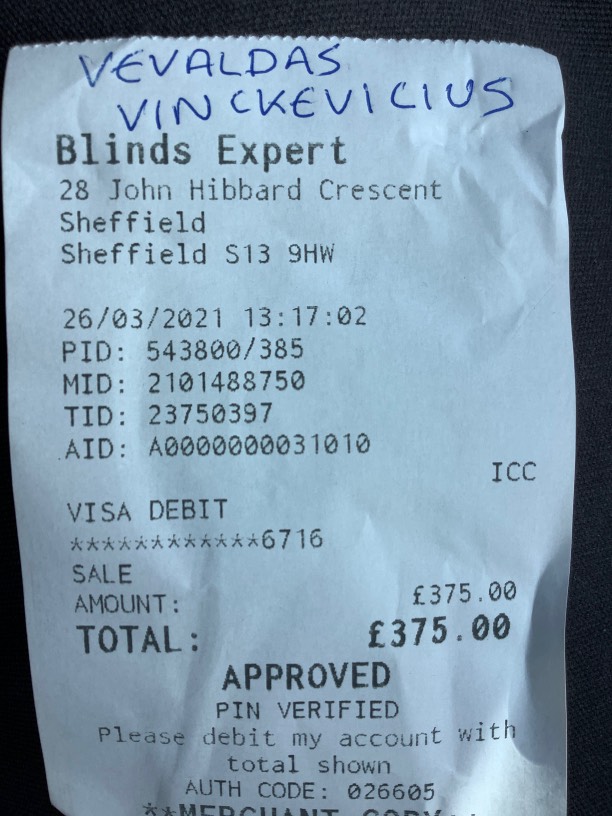 VEVALDAS
VINCKEVICIUS
Blinds Expert
28 John Hibbard Crescent
Sheffield
Sheffield S13 9HW
26/03/2021 13:17:02
PID: 543800/385
MID: 2101488750
TID: 23750397
AID: A0000000031010
ICC
VISA DEBIT
************6716
SALE
AMOUNT: £375.00
TOTAL: £375.00
APPROVED
PIN VERIFIED
Please debit my account with
total shown
AUTH CODE: 026605
**MERCHANT COPY**